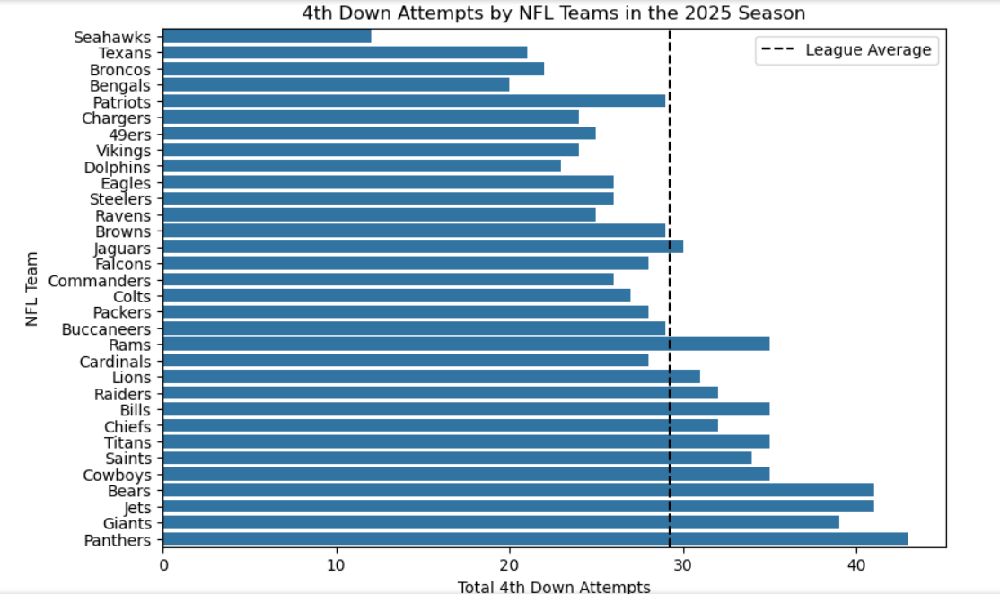 4th Down Attempts by NFL Teams in the 2025 Season
League Average
NFL Team
Seahawks
Texans
Broncos
Bengals
Patriots
Chargers
49ers
Vikings
Dolphins
Eagles
Steelers
Ravens
Browns
Jaguars
Falcons
Commanders
Colts
Packers
Buccaneers
Rams
Cardinals
Lions
Raiders
Bills
Chiefs
Titans
Saints
Cowboys
Bears
Jets
Giants
Panthers
0 10 20 30 40
Total 4th Down Attempts